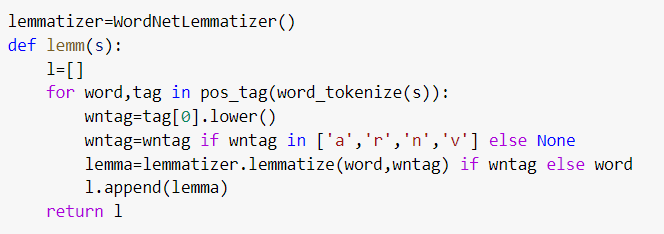 lemmatizer=WordNetLemmatizer()
def lemm(s):
    l=[]
    for word,tag in pos_tag(word_tokenize(s)):
        wntag=tag[0].lower()
        wntag=wntag if wntag in ['a','r','n','v'] else None
        lemma=lemmatizer.lemmatize(word,wntag) if wntag else word
        l.append(lemma)
    return l